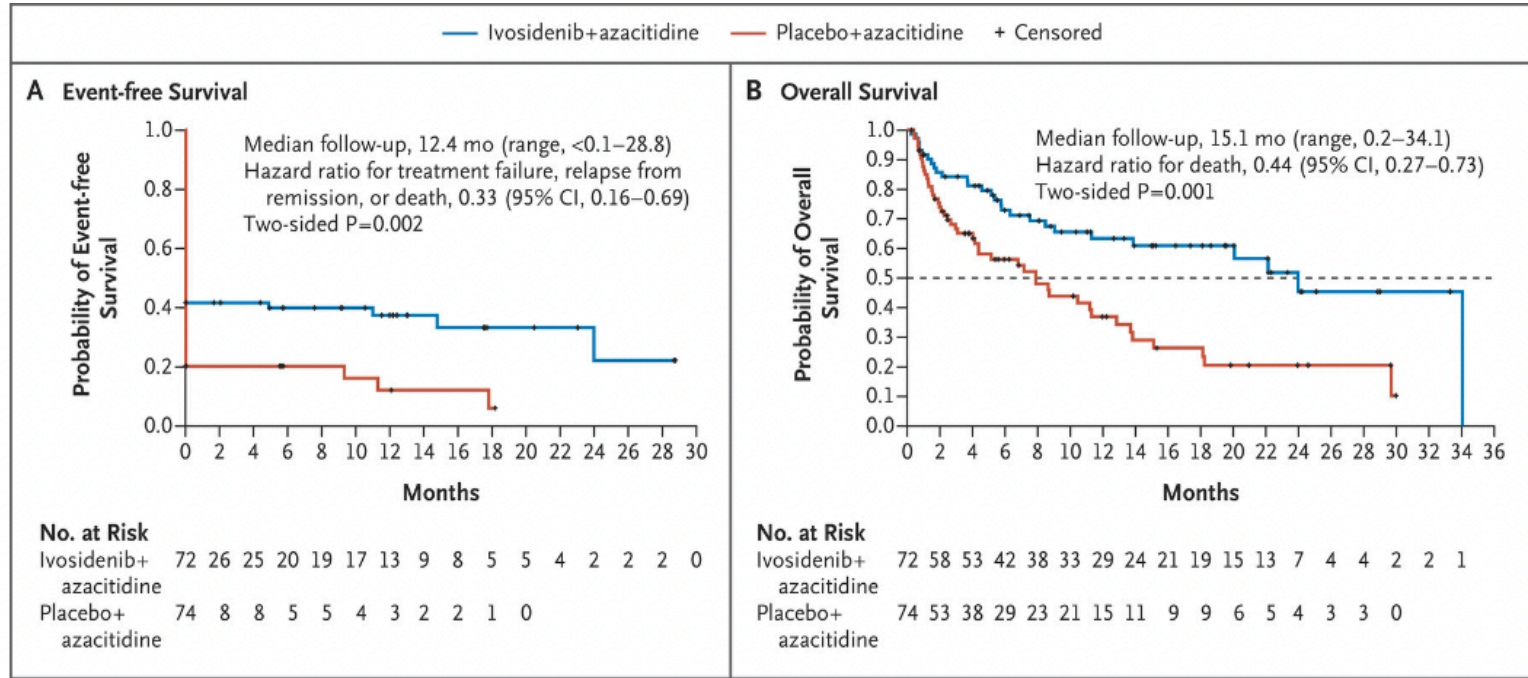 Ivosidenib+azacitidine Placebo+azacitidine + Censored
A Event-free Survival
Median follow-up, 12.4 mo (range, <0.1–28.8)
Hazard ratio for treatment failure, relapse from
remission, or death, 0.33 (95% CI, 0.16–0.69)
Two-sided P=0.002
Probability of Event-free
Survival
1.0
0.8
0.6
0.4
0.2
0.0
0 2 4 6 8 10 12 14 16 18 20 22 24 26 28 30
Months
No. at Risk
Ivosidenib+ 72 26 25 20 19 17 13 9 8 5 5 4 2 2 2 0
azacitidine
Placebo+ 74 8 8 5 5 4 3 2 2 1 0
azacitidine
B Overall Survival
Median follow-up, 15.1 mo (range, 0.2–34.1)
Hazard ratio for death, 0.44 (95% CI, 0.27–0.73)
Two-sided P=0.001
Probability of Overall
Survival
1.0
0.9
0.8
0.7
0.6
0.5
0.4
0.3
0.2
0.1
0.0
0 2 4 6 8 10 12 14 16 18 20 22 24 26 28 30 32 34 36
Months
No. at Risk
Ivosidenib+ 72 58 53 42 38 33 29 24 21 19 15 13 7 4 4 2 2 1
azacitidine
Placebo+ 74 53 38 29 23 21 15 11 9 9 6 5 4 3 3 0
azacitidine